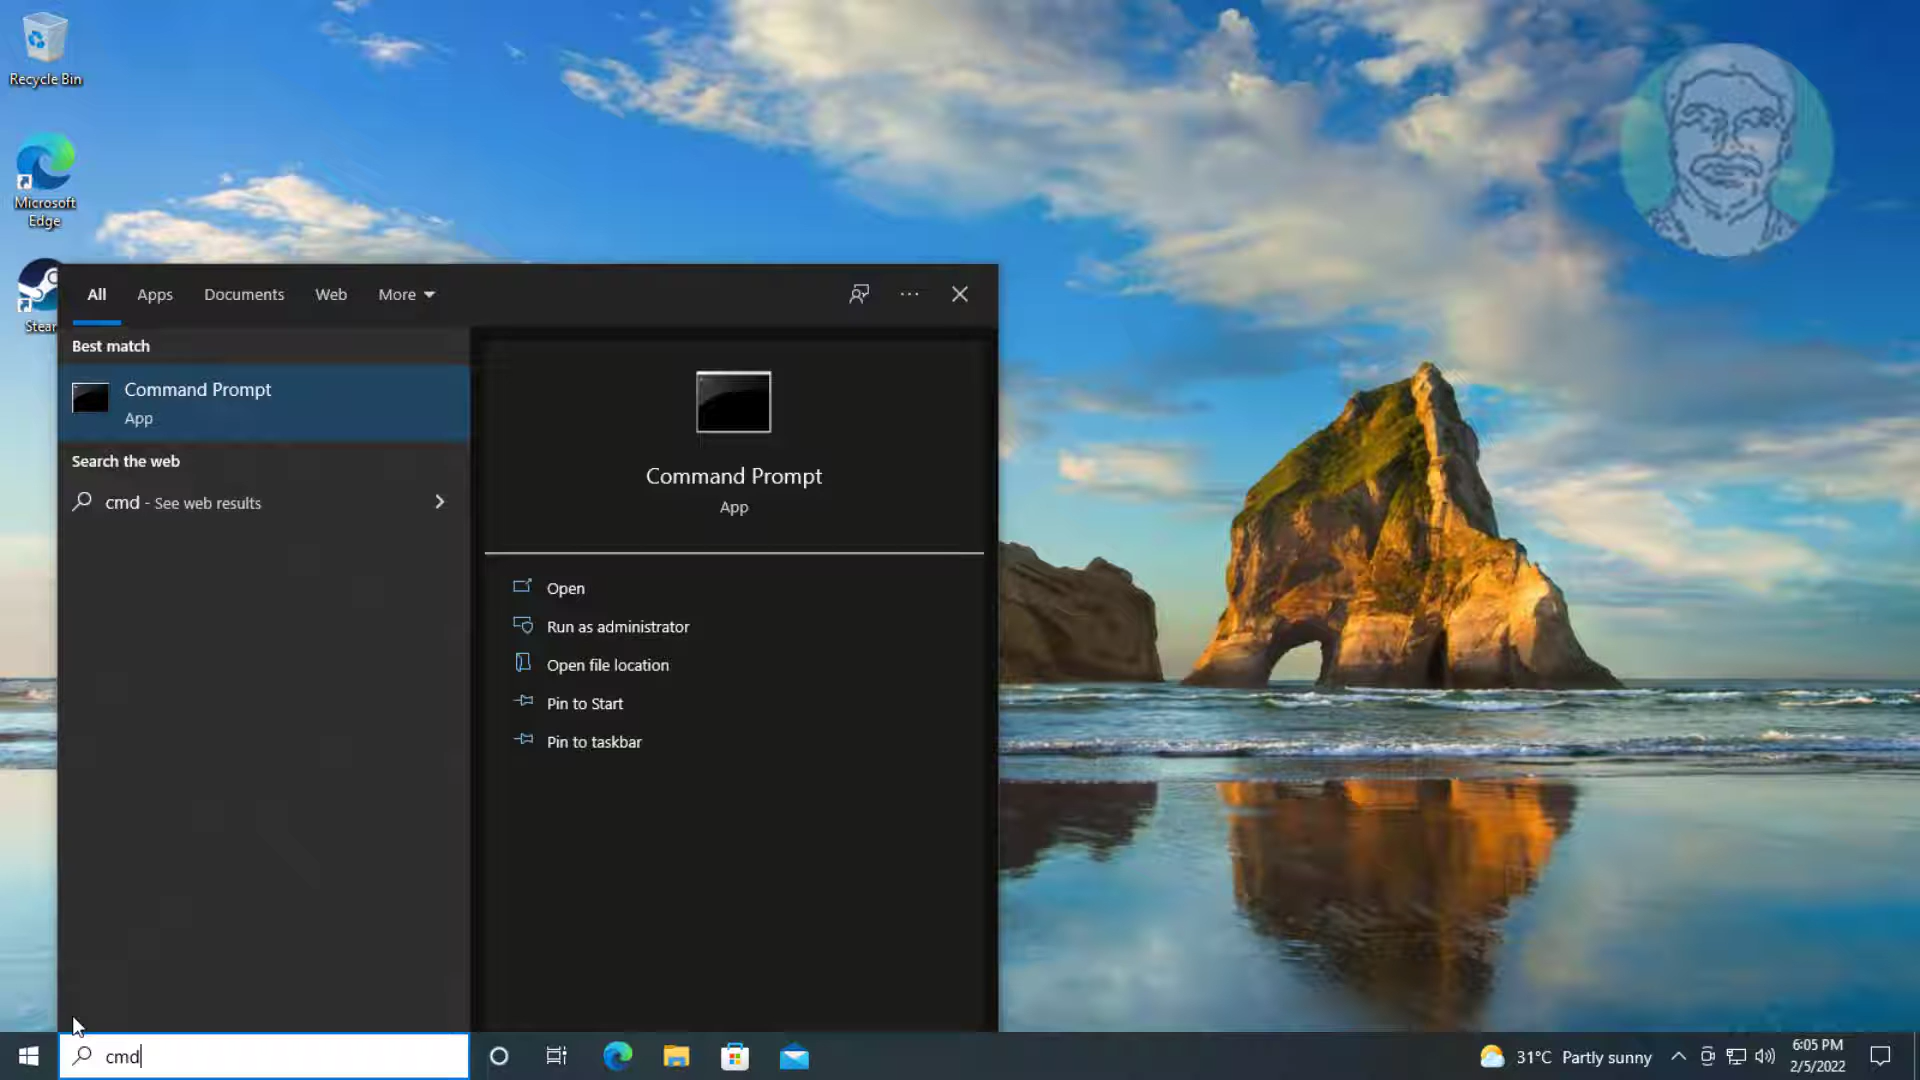 Recycle Bin
Microsoft
Edge
Stear
All Apps Documents Web More
Best match
Command Prompt
App
Search the web
cmd - See web results
Command Prompt
App
Open
Run as administrator
Open file location
Pin to Start
Pin to taskbar
cmd
31°C Partly sunny
6:05 PM
2/5/2022